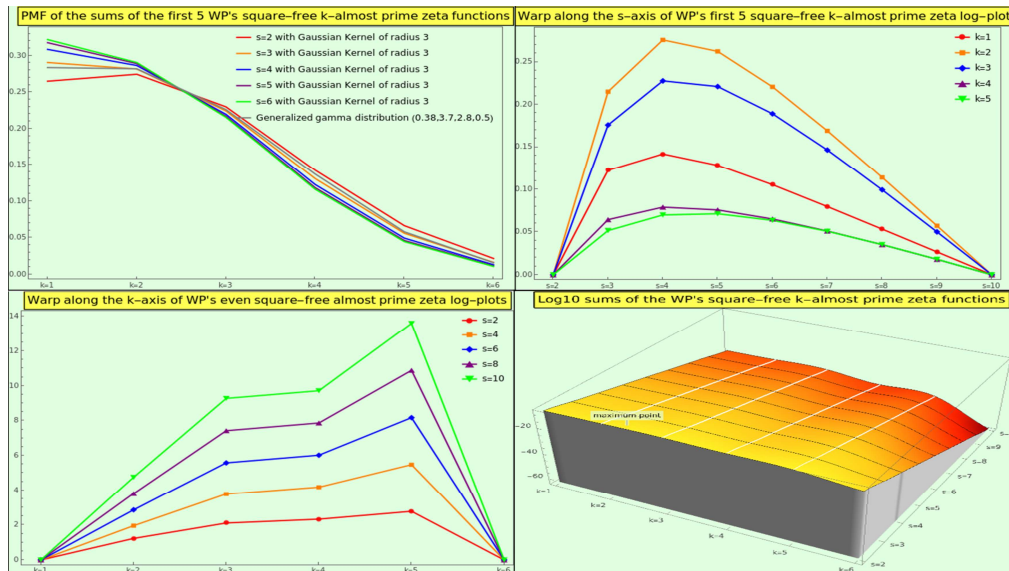 PMF of the sums of the first 5 WP's square-free k-almost prime zeta functions
s=2 with Gaussian Kernel of radius 3
s=3 with Gaussian Kernel of radius 3
s=4 with Gaussian Kernel of radius 3
s=5 with Gaussian Kernel of radius 3
s=6 with Gaussian Kernel of radius 3
Generalized gamma distribution (0.38,3.7,2.8,0.5)
0.30
0.25
0.20
0.15
0.10
0.05
0.00
k=1 k=2 k=3 k=4 k=5 k=6
Warp along the s-axis of WP's first 5 square-free k-almost prime zeta log-plots
k=1
k=2
k=3
k=4
k=5
0.25
0.20
0.15
0.10
0.05
0.00
s=2 s=3 s=4 s=5 s=6 s=7 s=8 s=9 s=10
Warp along the k-axis of WP's even square-free almost prime zeta log-plots
s=2
s=4
s=6
s=8
s=10
14
12
10
8
6
4
2
0
k=1 k=2 k=3 k=4 k=5 k=6
Log10 sums of the WP's square-free k-almost prime zeta functions
maximum point
-20
-40
-60
k=1
k=2
k=3
k=4
k=5
k=6
s=2
s=3
s=4
s=5
s=6
s=7
s=8
s=9